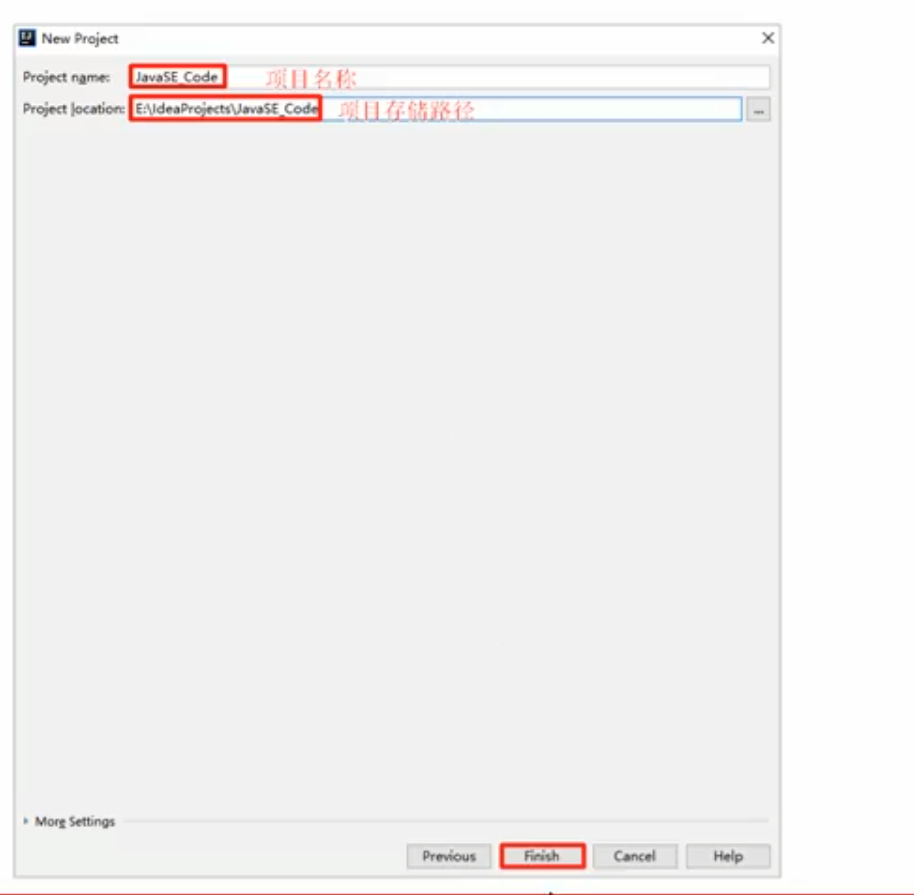 New Project
Project name: JavaSE_Code 项目名称
Project location: E:\IdeaProjects\JavaSE_Code 项目存储路径 ...
More Settings
Previous Finish Cancel Help